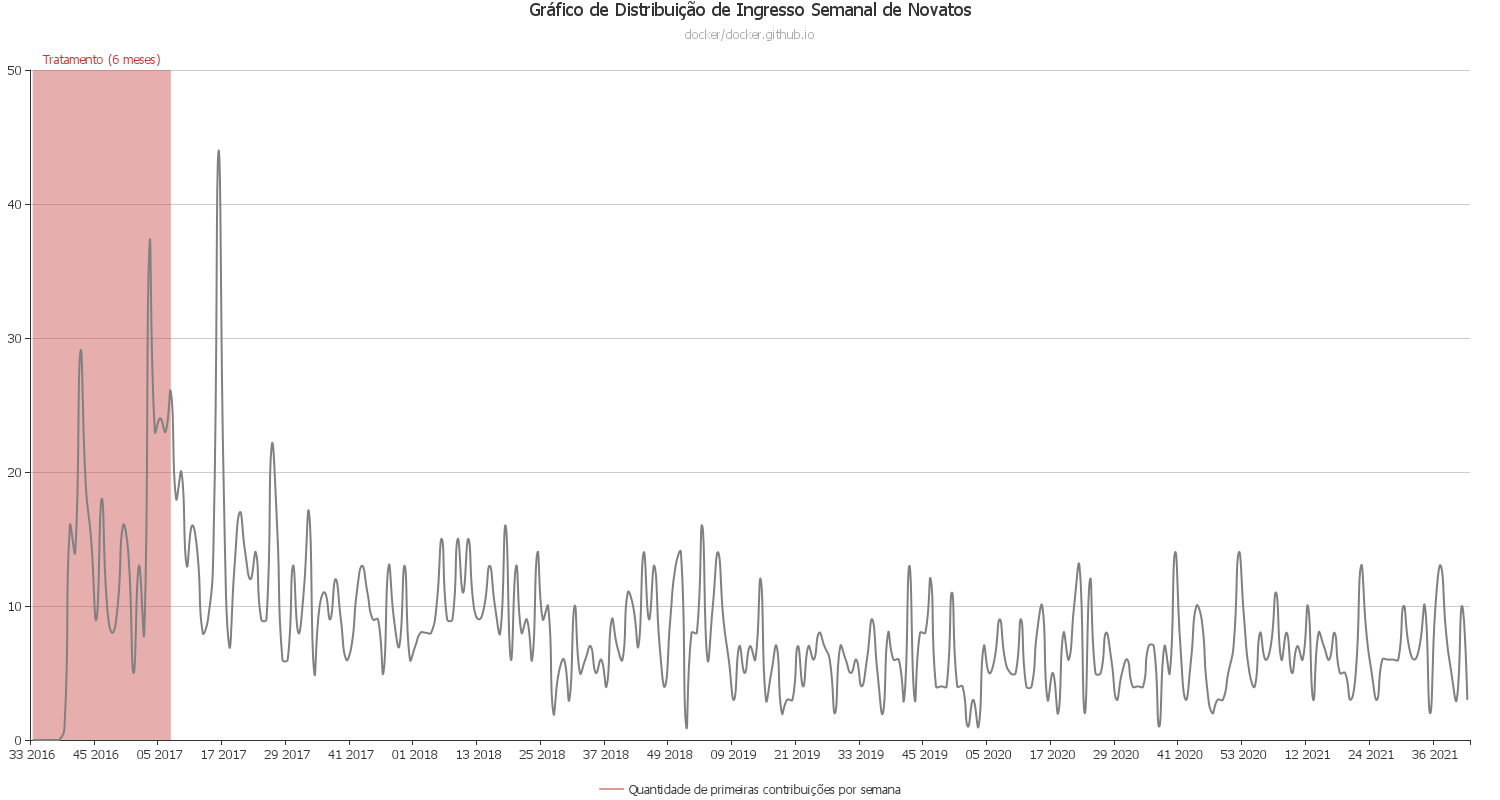 Gráfico de Distribuição de Ingresso Semanal de Novatos
docker/docker.github.io
Tratamento (6 meses)
50
40
30
20
10
0
33 2016 45 2016 05 2017 17 2017 29 2017 41 2017 01 2018 13 2018 25 2018 37 2018 49 2018 09 2019 21 2019 33 2019 45 2019 05 2020 17 2020 29 2020 41 2020 53 2020 12 2021 24 2021 36 2021
Quantidade de primeiras contribuições por semana